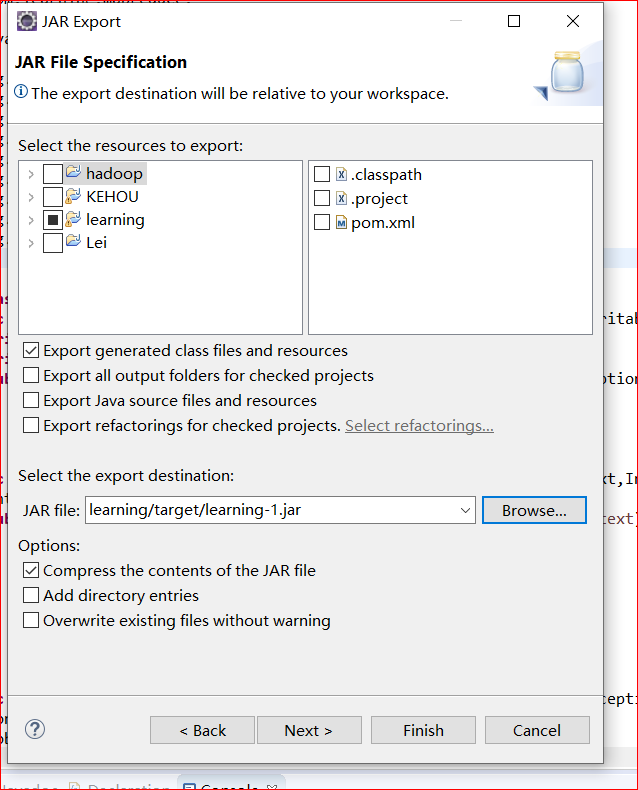 JAR Export
JAR File Specification
The export destination will be relative to your workspace.
Select the resources to export:
hadoop
KEHOU
learning
Lei
.classpath
.project
pom.xml
Export generated class files and resources
Export all output folders for checked projects
Export Java source files and resources
Export refactorings for checked projects. Select refactorings...
Select the export destination:
JAR file: learning/target/learning-1.jar Browse...
Options:
Compress the contents of the JAR file
Add directory entries
Overwrite existing files without warning
< Back Next > Finish Cancel
Declaration Console